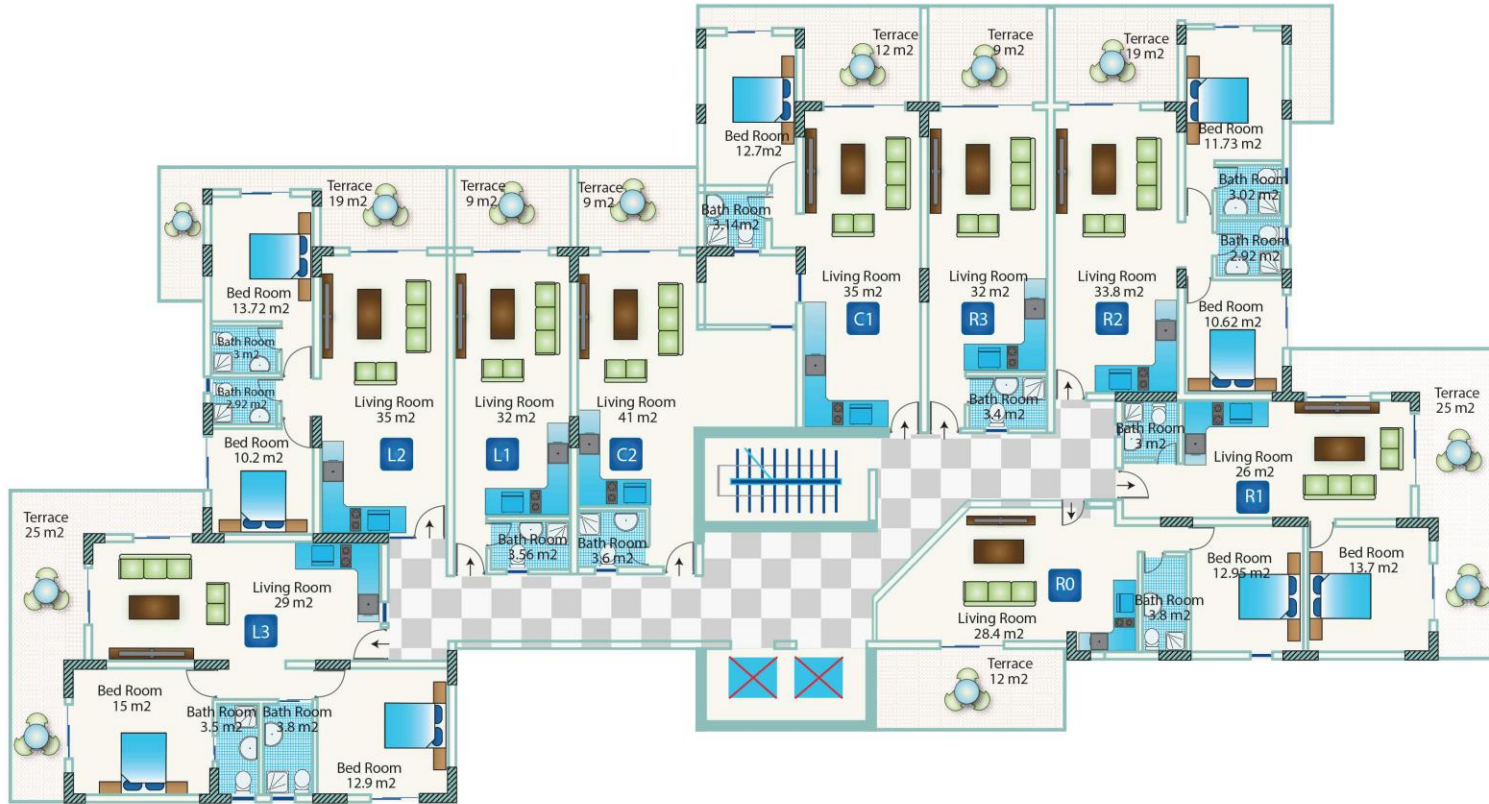 Terrace
12 m2
Terrace
9 m2
Terrace
19 m2
Bed Room
12.7m2
Bed Room
11.73 m2
Bath Room
3.02 m2
Bath Room
2.92 m2
Bath Room
3.14m2
Terrace
19 m2
Terrace
9 m2
Terrace
9 m2
Living Room
35 m2
C1
Living Room
32 m2
R3
Living Room
33.8 m2
R2
Bed Room
10.62 m2
Bed Room
13.72 m2
Bath Room
3 m2
Bath Room
2.92 m2
Bed Room
10.2 m2
Living Room
35 m2
L2
Living Room
32 m2
L1
Living Room
41 m2
C2
Bath Room
3.4 m2
Bath Room
3 m2
Living Room
26 m2
R1
Terrace
25 m2
Terrace
25 m2
Bath Room
3.56 m2
Bath Room
3.6 m2
Living Room
29 m2
L3
R0
Living Room
28.4 m2
Bath Room
3.8 m2
Bed Room
12.95 m2
Bed Room
13.7 m2
Terrace
12 m2
Bed Room
15 m2
Bath Room
3.5 m2
Bath Room
3.8 m2
Bed Room
12.9 m2